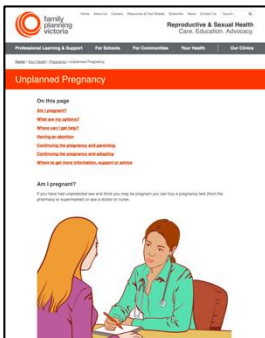 family
planning
victoria
Home About Us Careers Resources & Fact Sheets Subscribe News Contact Us Search
Reproductive & Sexual Health
Care. Education. Advocacy.
Professional Learning & Support For Schools For Communities Your Health Our Clinics
Home / Your Health / Pregnancy / Unplanned Pregnancy
Unplanned Pregnancy
On this page
Am I pregnant?
What are my options?
Where can I get help?
Having an abortion
Continuing the pregnancy and parenting
Continuing the pregnancy and adopting
Where to get more information, support or advice
Am I pregnant?
If you have had unprotected sex and think you may be pregnant you can buy a pregnancy test (from the
pharmacy or supermarket) or see a doctor or nurse.